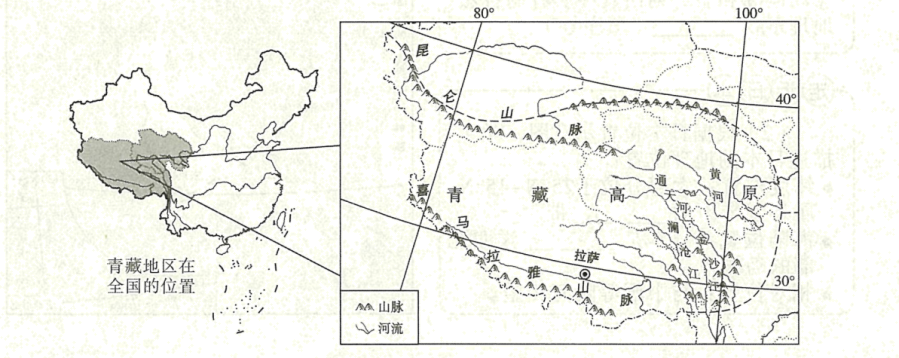 80°
100°
40°
30°
昆
仑
山
脉
喜
马
拉
雅
山
脉
青 藏 高 原
通
天
河
黄
河
澜
沧
江
金
沙
江
拉萨
青藏地区在
全国的位置
山脉
河流